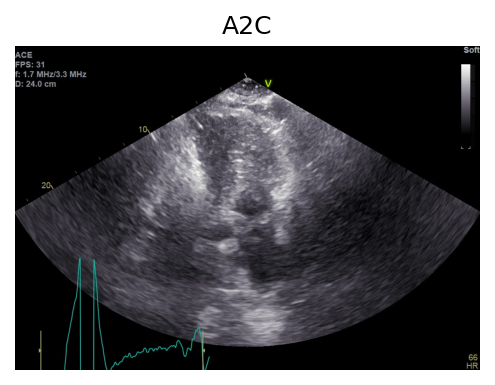 A2C
ACE
FPS: 31
f: 1.7 MHz/3.3 MHz
D: 24.0 cm
Soft
V
10
20
66
HR